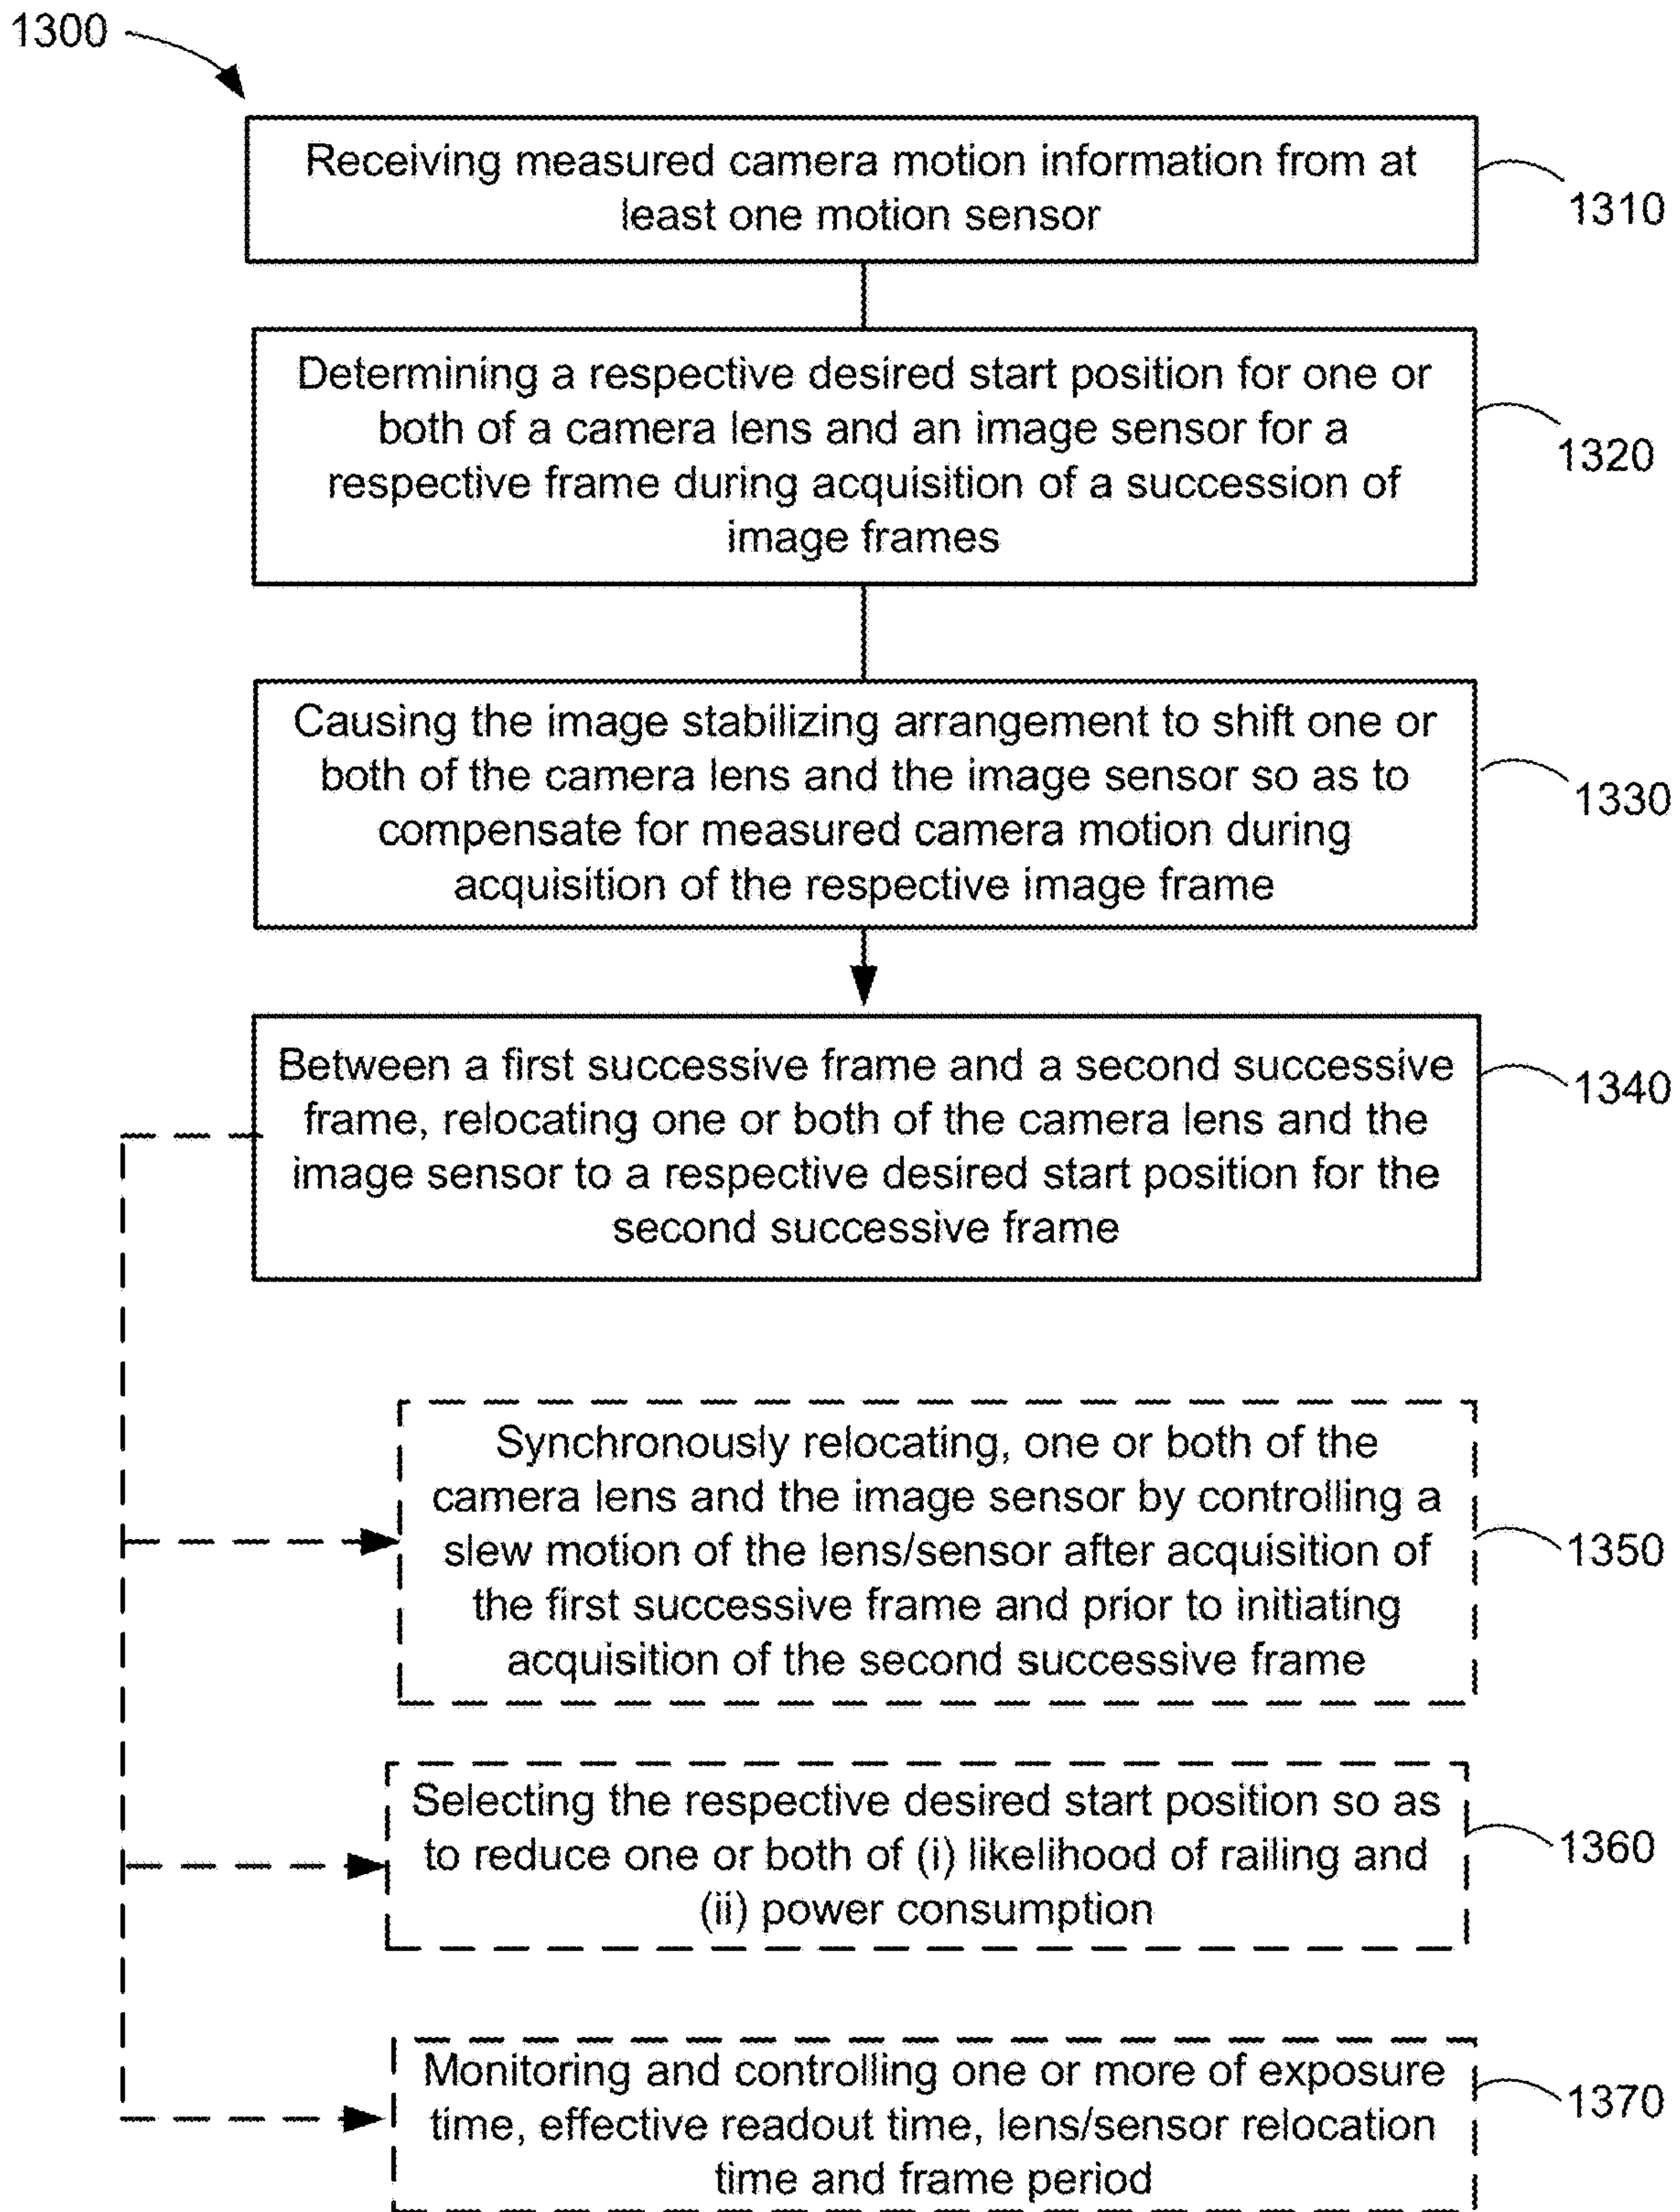 1300
Receiving measured camera motion information from at
least one motion sensor
1310
Determining a respective desired start position for one or
both of a camera lens and an image sensor for a
respective frame during acquisition of a succession of
image frames
1320
Causing the image stabilizing arrangement to shift one or
both of the camera lens and the image sensor so as to
compensate for measured camera motion during
acquisition of the respective image frame
1330
Between a first successive frame and a second successive
frame, relocating one or both of the camera lens and the
image sensor to a respective desired start position for the
second successive frame
1340
Synchronously relocating, one or both of the
camera lens and the image sensor by controlling a
slew motion of the lens/sensor after acquisition of
the first successive frame and prior to initiating
acquisition of the second successive frame
1350
Selecting the respective desired start position so as
to reduce one or both of (i) likelihood of railing and
(ii) power consumption
1360
Monitoring and controlling one or more of exposure
time, effective readout time, lens/sensor relocation
time and frame period
1370